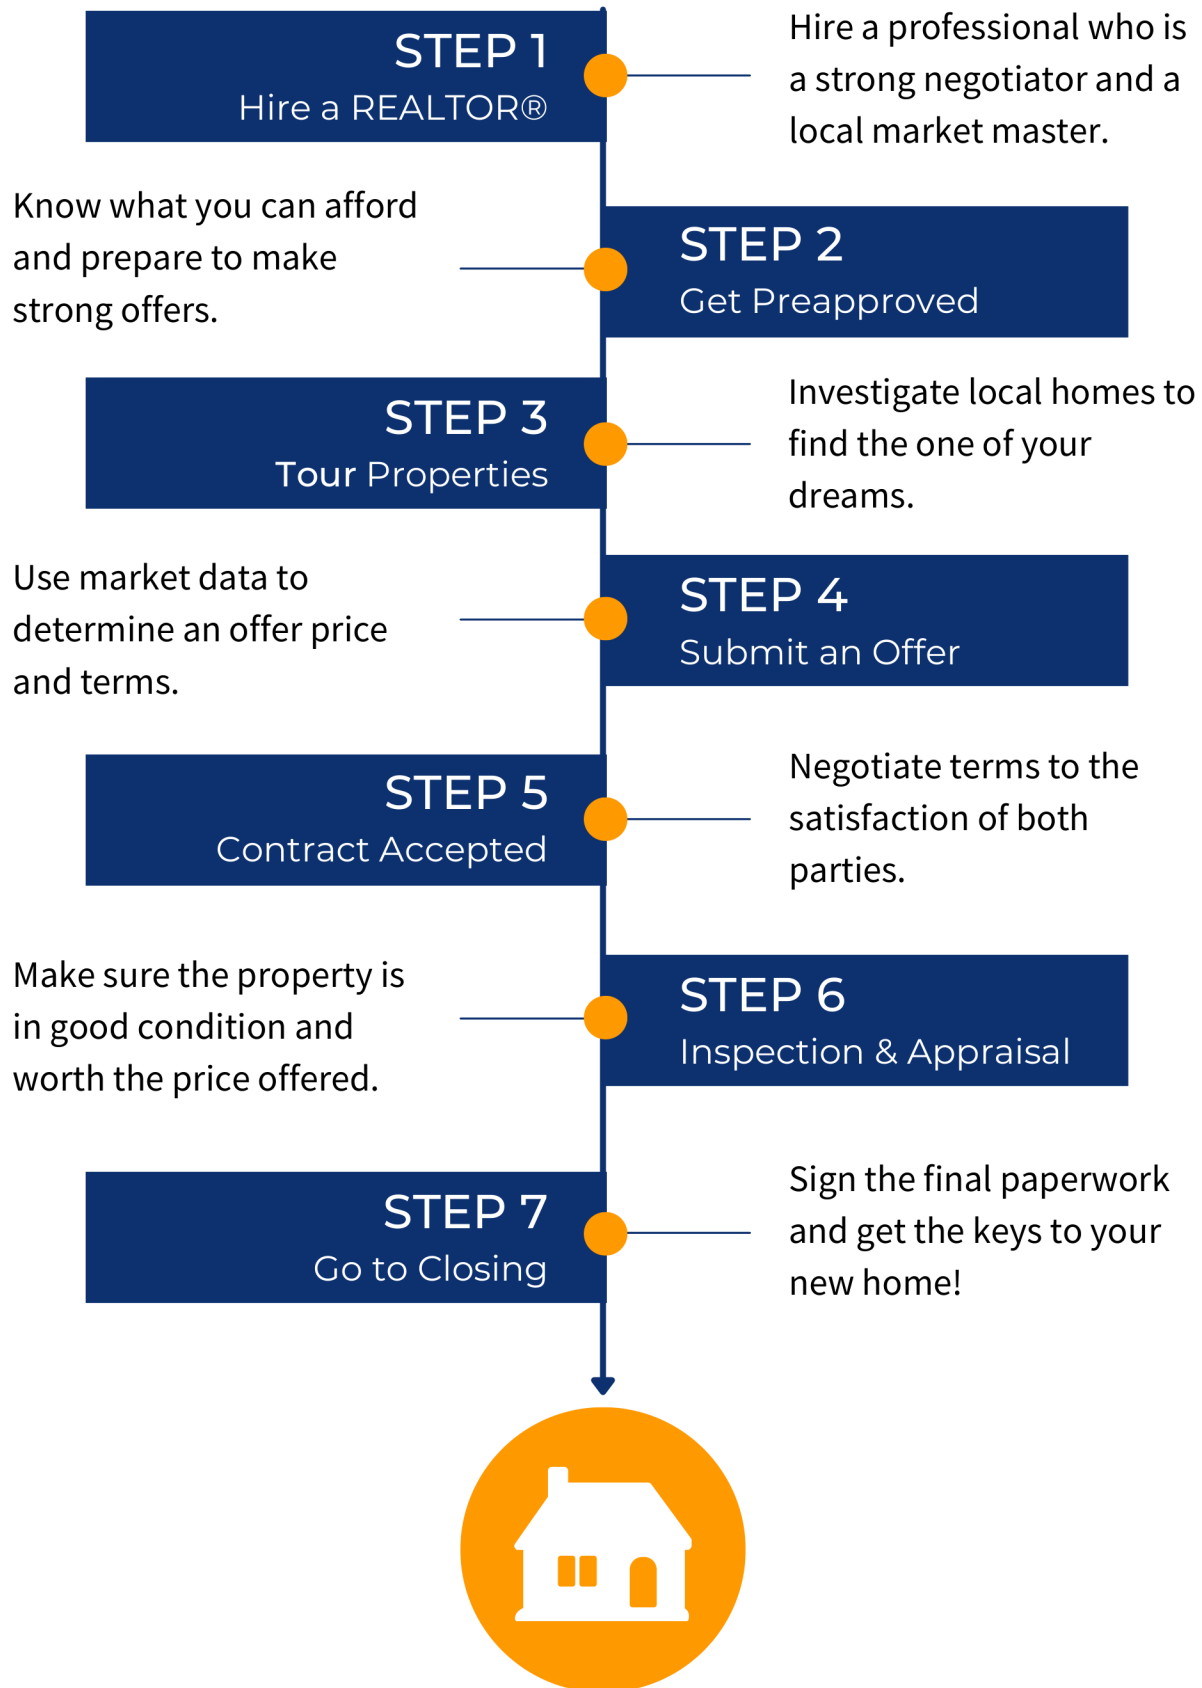 STEP 1
Hire a REALTOR®
Hire a professional who is
a strong negotiator and a
local market master.
Know what you can afford
and prepare to make
strong offers.
STEP 2
Get Preapproved
STEP 3
Tour Properties
Investigate local homes to
find the one of your
dreams.
Use market data to
determine an offer price
and terms.
STEP 4
Submit an Offer
STEP 5
Contract Accepted
Negotiate terms to the
satisfaction of both
parties.
Make sure the property is
in good condition and
worth the price offered.
STEP 6
Inspection & Appraisal
STEP 7
Go to Closing
Sign the final paperwork
and get the keys to your
new home!